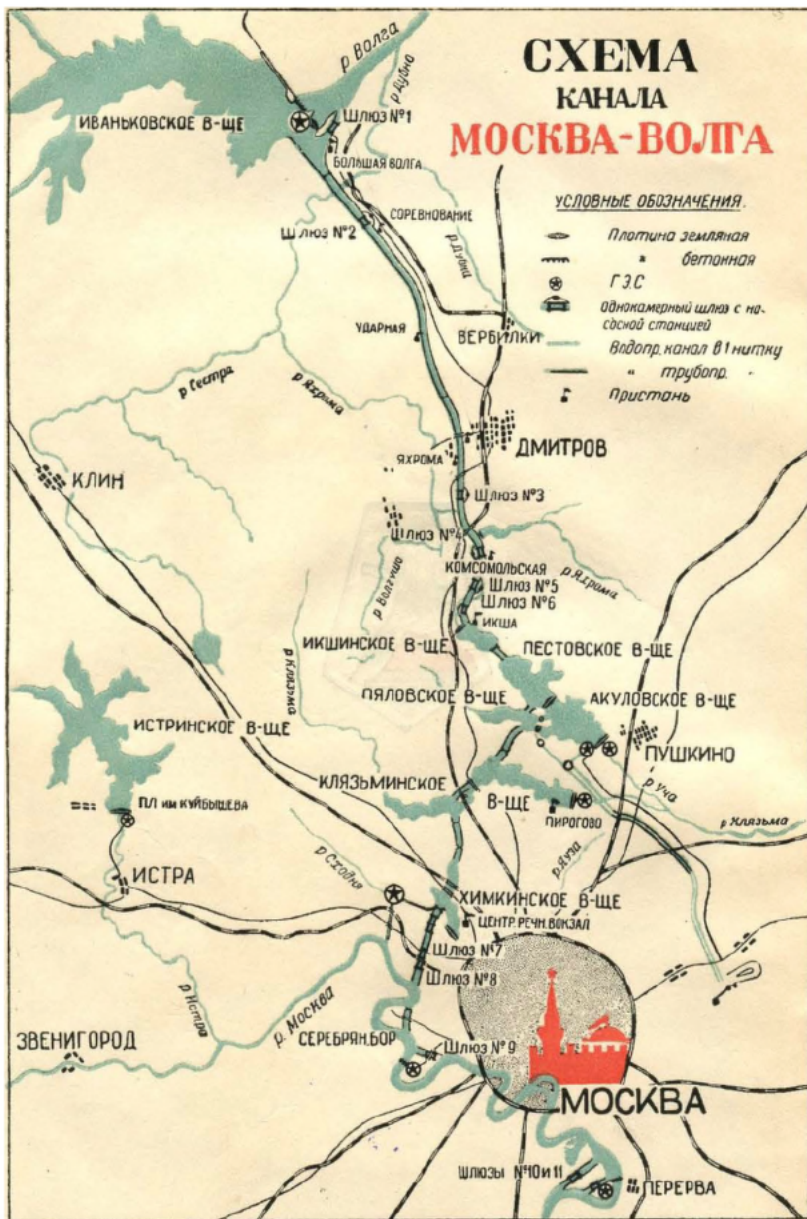 СХЕМА
КАНАЛА
МОСКВА-ВОЛГА
УСЛОВНЫЕ ОБОЗНАЧЕНИЯ.
Плотина земляная
" бетонная
ГЭС
Однокамерный шлюз с на-
сосной станцией
Водопр. канал в 1 нитку
" трубопр. "
Пристань
р. Волга
р. Дубна
ИВАНЬКОВСКОЕ В-ЩЕ
Шлюз №1
БОЛЬШАЯ ВОЛГА
СОРЕВНОВАНИЕ
Шлюз №2
р. Дубна
УДАРНАЯ
ВЕРБИЛКИ
р. Сестра
р. Яхрома
ДМИТРОВ
ЯХРОМА
КЛИН
Шлюз №3
Шлюз №4
КОМСОМОЛЬСКАЯ
р. Яхрома
Шлюз №5
Шлюз №6
р. Волгуша
ИКША
ИКШИНСКОЕ В-ЩЕ
ПЕСТОВСКОЕ В-ЩЕ
р. Клязьма
ПЯЛОВСКОЕ В-ЩЕ
АКУЛОВСКОЕ В-ЩЕ
ИСТРИНСКОЕ В-ЩЕ
ПУШКИНО
КЛЯЗЬМИНСКОЕ
В-ЩЕ
р. Уча
ПЛ им КУЙБЫШЕВА
ПИРОГОВО
р. Клязьма
р. Сходня
р. Яуза
ИСТРА
ХИМКИНСКОЕ В-ЩЕ
ЦЕНТР. РЕЧН. ВОКЗАЛ
Шлюз №7
Шлюз №8
р. Истра
р. Москва
ЗВЕНИГОРОД
СЕРЕБРЯН. БОР
Шлюз №9
МОСКВА
ШЛЮЗЫ №10 и 11
ПЕРЕРВА